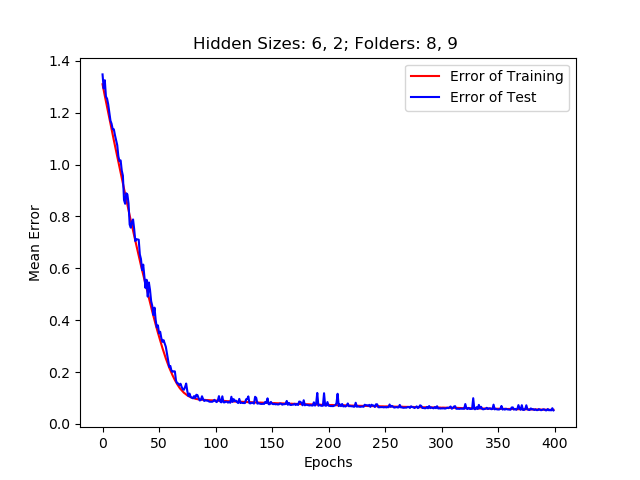 Hidden Sizes: 6, 2; Folders: 8, 9
1.4
1.2
1.0
0.8
0.6
0.4
0.2
0.0
Mean Error
Error of Training
Error of Test
0 50 100 150 200 250 300 350 400
Epochs